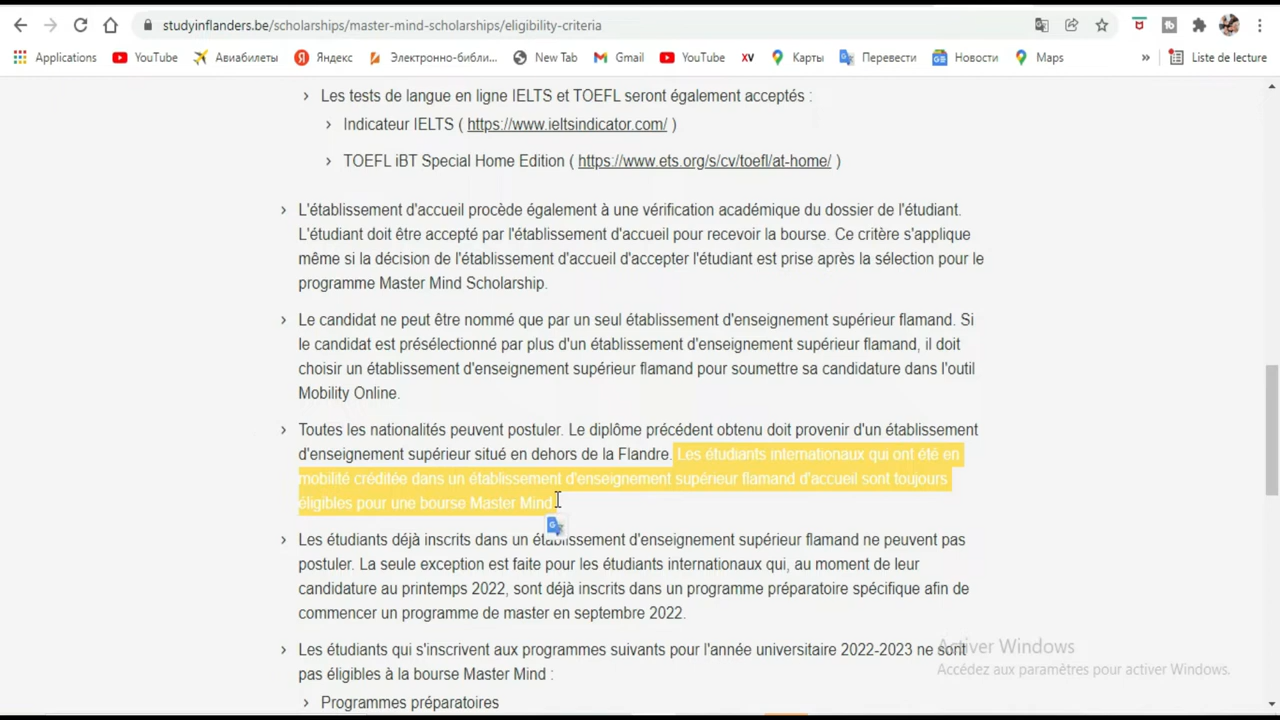 studyinflanders.be/scholarships/master-mind-scholarships/eligibility-criteria
Applications YouTube Авиабилеты Яндекс Электронно-библи... New Tab Gmail YouTube XV Карты Перевести Новости Maps » Liste de lecture
› Les tests de langue en ligne IELTS et TOEFL seront également acceptés :
› Indicateur IELTS ( https://www.ieltsindicator.com/ )
› TOEFL iBT Special Home Edition ( https://www.ets.org/s/cv/toefl/at-home/ )
› L'établissement d'accueil procède également à une vérification académique du dossier de l'étudiant.
L'étudiant doit être accepté par l'établissement d'accueil pour recevoir la bourse. Ce critère s'applique
même si la décision de l'établissement d'accueil d'accepter l'étudiant est prise après la sélection pour le
programme Master Mind Scholarship.
› Le candidat ne peut être nommé que par un seul établissement d'enseignement supérieur flamand. Si
le candidat est présélectionné par plus d'un établissement d'enseignement supérieur flamand, il doit
choisir un établissement d'enseignement supérieur flamand pour soumettre sa candidature dans l'outil
Mobility Online.
› Toutes les nationalités peuvent postuler. Le diplôme précédent obtenu doit provenir d'un établissement
d'enseignement supérieur situé en dehors de la Flandre. Les étudiants internationaux qui ont été en
mobilité créditée dans un établissement d'enseignement supérieur flamand d'accueil sont toujours
éligibles pour une bourse Master Mind.
› Les étudiants déjà inscrits dans un établissement d'enseignement supérieur flamand ne peuvent pas
postuler. La seule exception est faite pour les étudiants internationaux qui, au moment de leur
candidature au printemps 2022, sont déjà inscrits dans un programme préparatoire spécifique afin de
commencer un programme de master en septembre 2022.
› Les étudiants qui s'inscrivent aux programmes suivants pour l'année universitaire 2022-2023 ne sont
pas éligibles à la bourse Master Mind :
› Programmes préparatoires
Activer Windows
Accédez aux paramètres pour activer Windows.